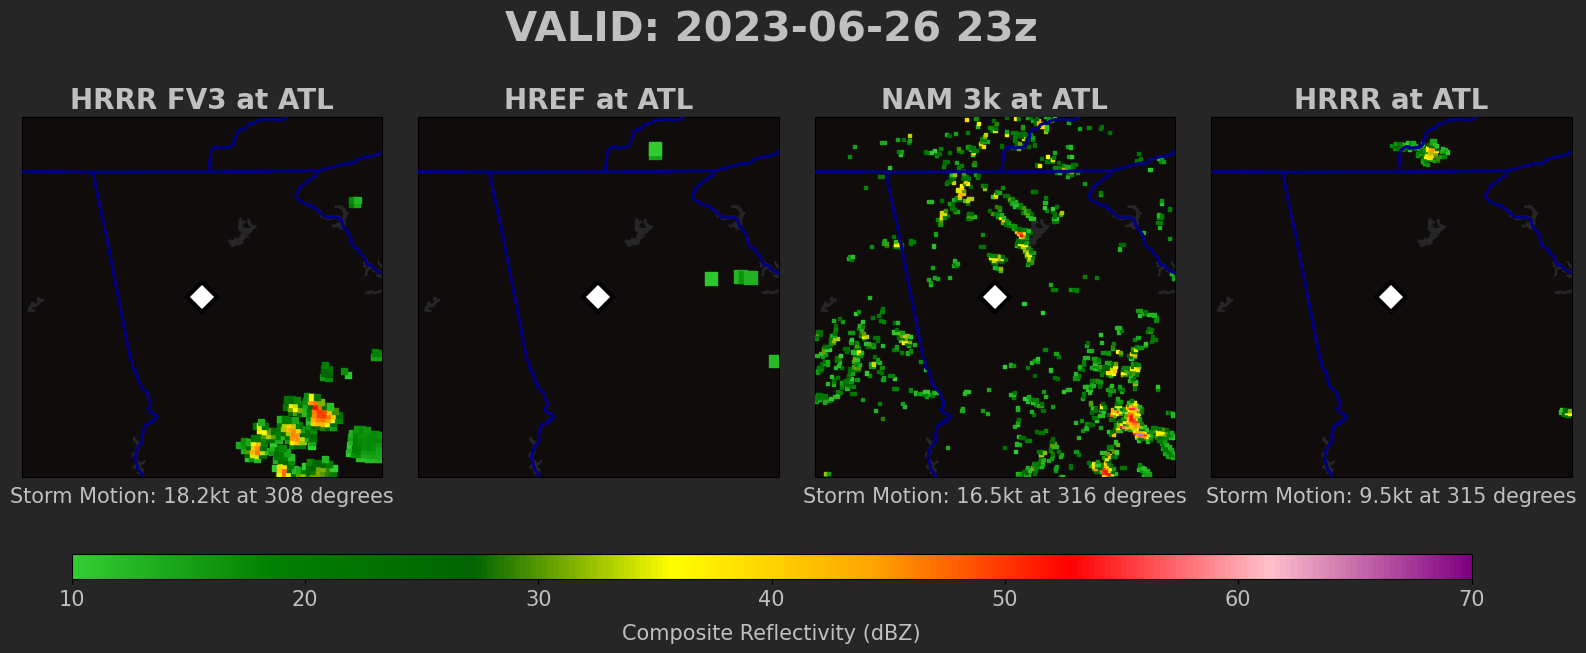 VALID: 2023-06-26 23z
HRRR FV3 at ATL
HREF at ATL
NAM 3k at ATL
HRRR at ATL
Storm Motion: 18.2kt at 308 degrees
Storm Motion: 16.5kt at 316 degrees
Storm Motion: 9.5kt at 315 degrees
10 20 30 40 50 60 70
Composite Reflectivity (dBZ)